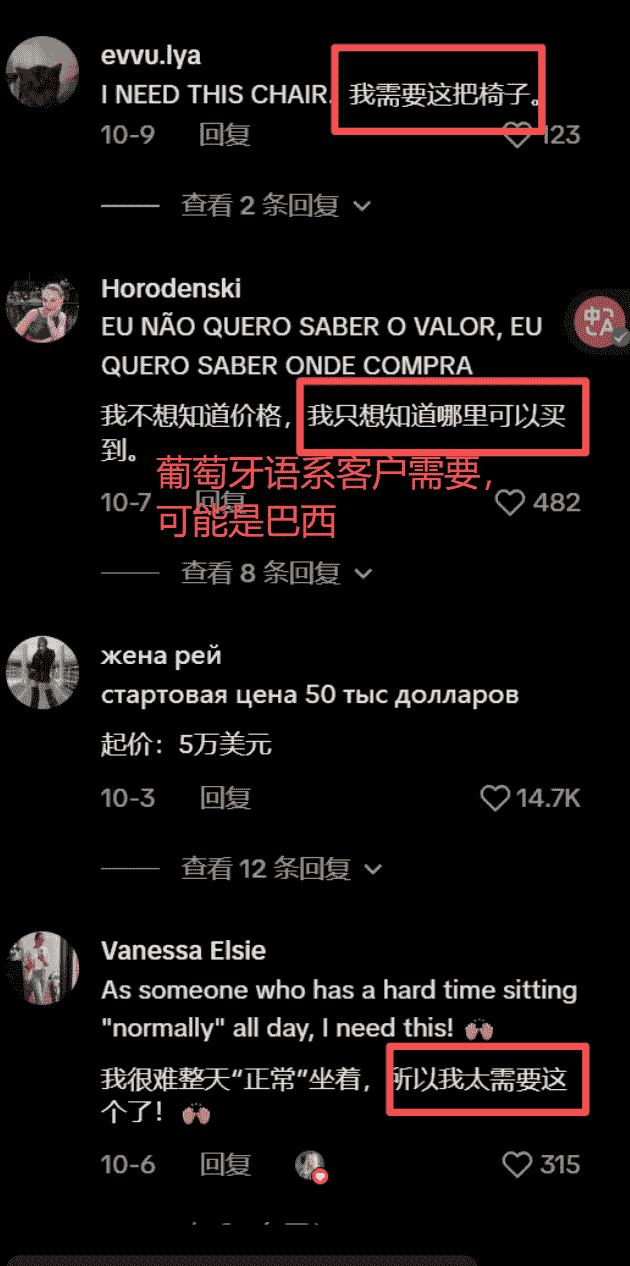 evvu.lya
I NEED THIS CHAIR. 我需要这把椅子。
10-9 回复 123
查看 2 条回复
Horodenski
EU NÃO QUERO SABER O VALOR, EU
QUERO SABER ONDE COMPRA
我不想知道价格，我只想知道哪里可以买
到。
葡萄牙语系客户需要，
10-7 回复 482
可能是巴西
查看 8 条回复
жена рей
стартовая цена 50 тыс долларов
起价：5万美元
10-3 回复 14.7K
查看 12 条回复
Vanessa Elsie
As someone who has a hard time sitting
"normally" all day, I need this! 🙌
我很难整天“正常”坐着，所以我太需要这
个了！🙌
10-6 回复 315